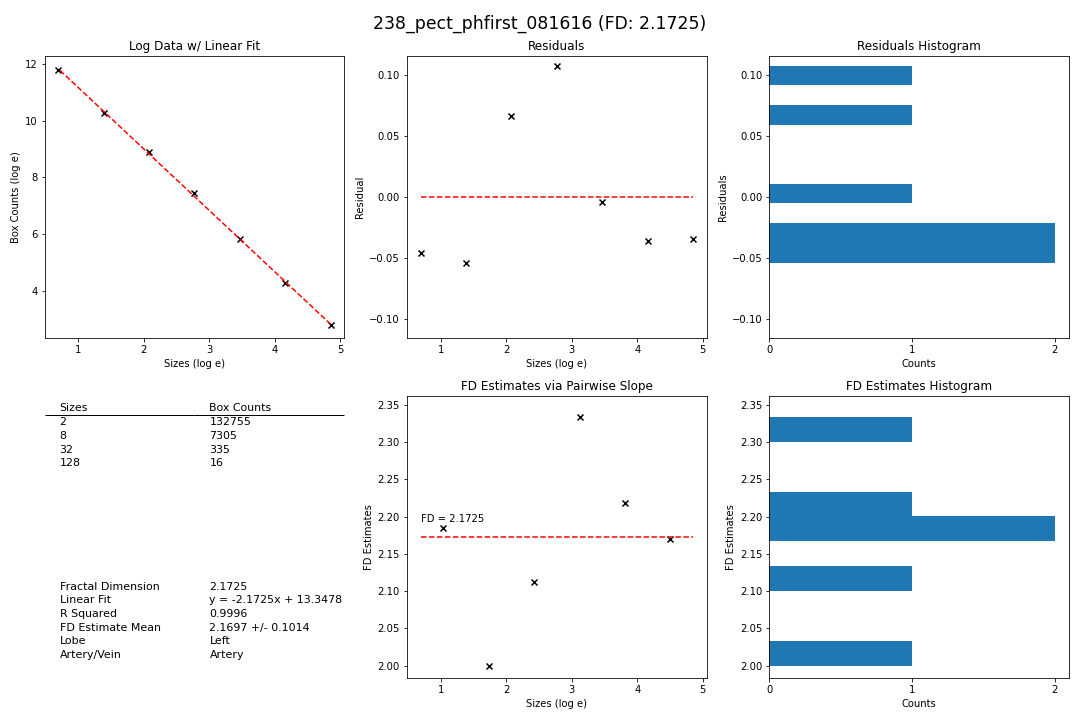 238_pect_phfirst_081616 (FD: 2.1725)
Log Data w/ Linear Fit
Box Counts (log e)
12
10
8
6
4
1 2 3 4 5
Sizes (log e)
Residuals
Residual
0.10
0.05
0.00
−0.05
−0.10
1 2 3 4 5
Sizes (log e)
Residuals Histogram
Residuals
0.10
0.05
0.00
−0.05
−0.10
0 1 2
Counts
Sizes Box Counts
2 132755
8 7305
32 335
128 16
Fractal Dimension 2.1725
Linear Fit y = -2.1725x + 13.3478
R Squared 0.9996
FD Estimate Mean 2.1697 +/- 0.1014
Lobe Left
Artery/Vein Artery
FD Estimates via Pairwise Slope
FD Estimates
2.35
2.30
2.25
2.20
2.15
2.10
2.05
2.00
FD = 2.1725
1 2 3 4 5
Sizes (log e)
FD Estimates Histogram
FD Estimates
2.35
2.30
2.25
2.20
2.15
2.10
2.05
2.00
0 1 2
Counts